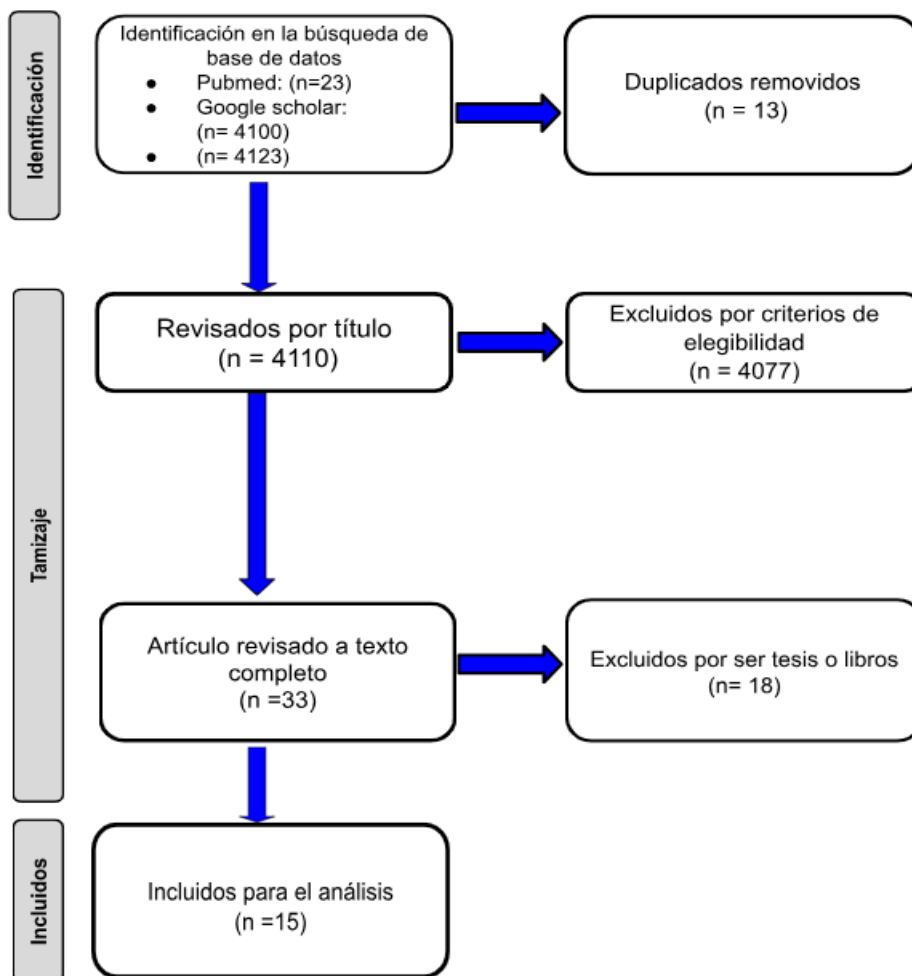 Identificación
Identificación en la búsqueda de
base de datos
● Pubmed: (n=23)
● Google scholar:
(n= 4100)
● (n= 4123)
Duplicados removidos
(n = 13)
Tamizaje
Revisados por título
(n = 4110)
Excluidos por criterios de
elegibilidad
(n = 4077)
Artículo revisado a texto
completo
(n =33)
Excluidos por ser tesis o libros
(n= 18)
Incluidos
Incluidos para el análisis
(n =15)